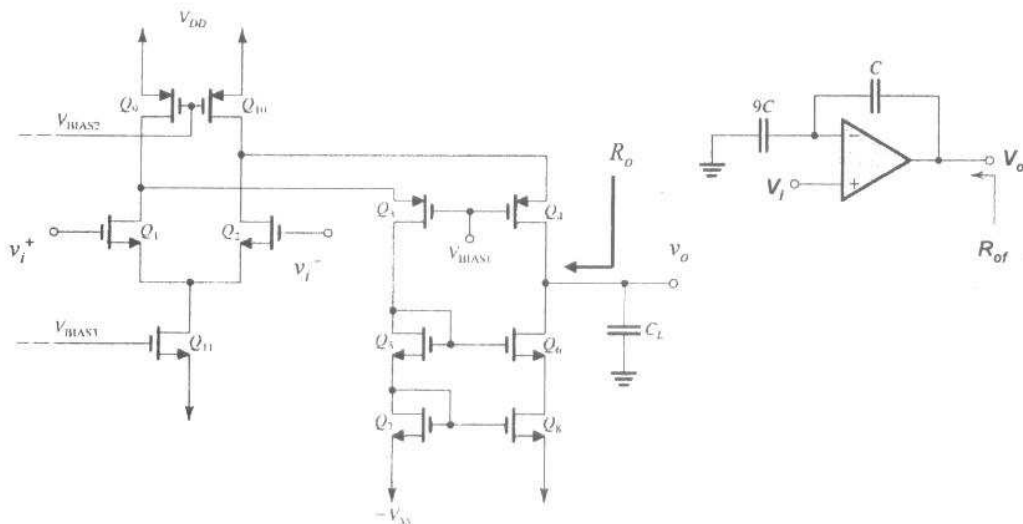 V_DD
Q_9
Q_10
V_BIAS2
C
9C
−
+
V_i
V_o
R_of
R_o
Q_3
Q_4
V_BIAS1
v_o
v_i^+
Q_1
Q_2
v_i^-
V_BIAS3
Q_11
C_L
Q_5
Q_6
Q_7
Q_8
−V_SS